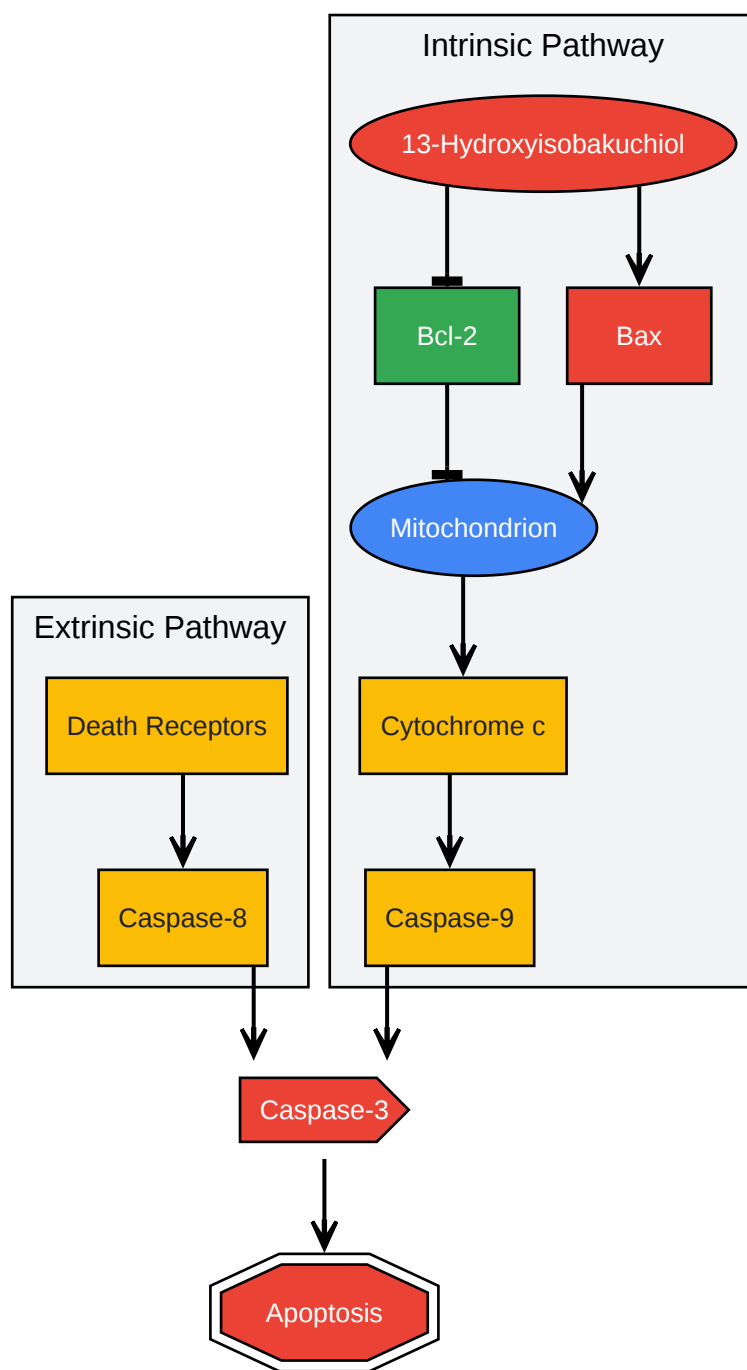 Intrinsic Pathway
13-Hydroxyisobakuchiol
Bcl-2
Bax
Mitochondrion
Extrinsic Pathway
Death Receptors
Cytochrome c
Caspase-8
Caspase-9
Caspase-3
Apoptosis